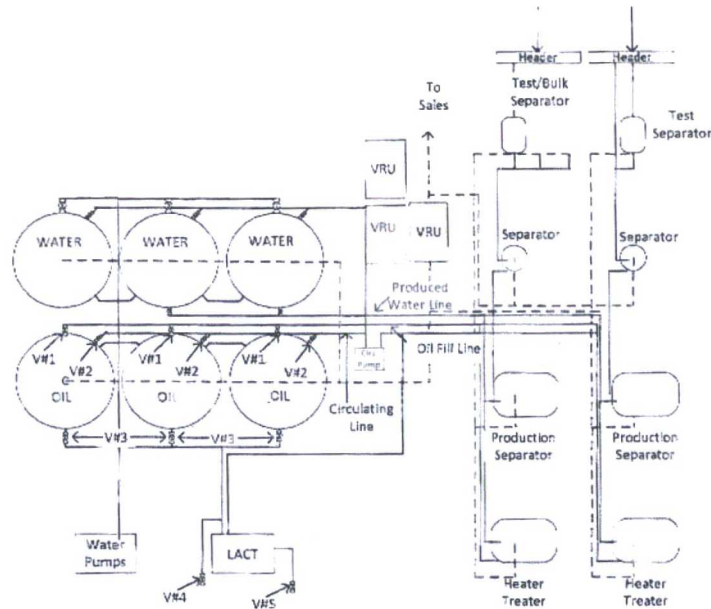 Header
Header
Test/Bulk
Separator
To
Sales
Test
Separator
VRU
WATER
WATER
WATER
VRU
VRU
Separator
Separator
Produced
Water Line
V#1
V#2
V#1
V#2
V#1
V#2
Pump
Oil Fill Line
OIL
OIL
OIL
Circulating
Line
V#3
V#3
Production
Separator
Production
Separator
Water
Pumps
LACT
V#4
V#5
Heater
Treater
Heater
Treater